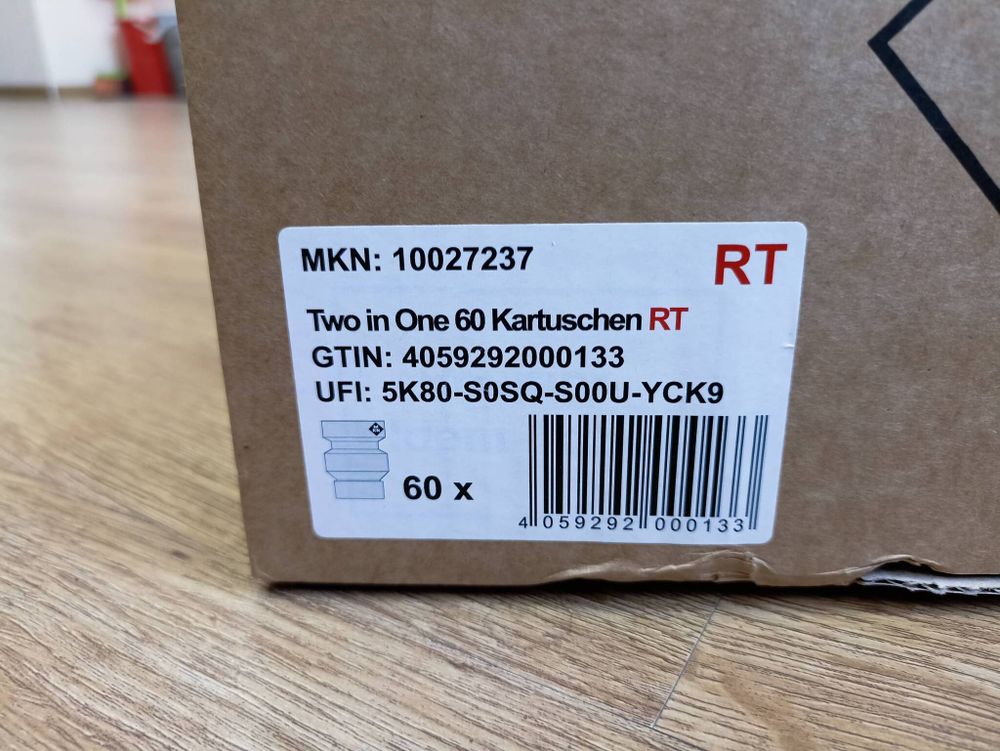 MKN: 10027237
RT
Two in One 60 Kartuschen RT
GTIN: 4059292000133
UFI: 5K80-S0SQ-S00U-YCK9
60 x
4 059292 000133